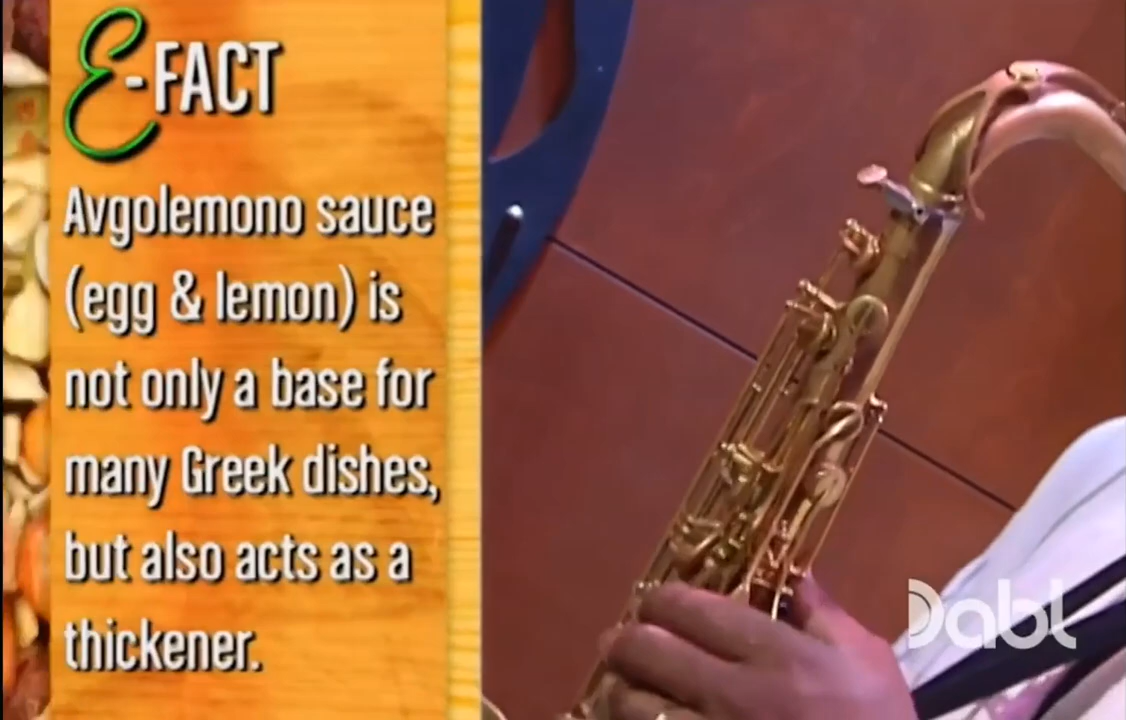 E-FACT
Avgolemono sauce
(egg & lemon) is
not only a base for
many Greek dishes,
but also acts as a
thickener.
Dabl